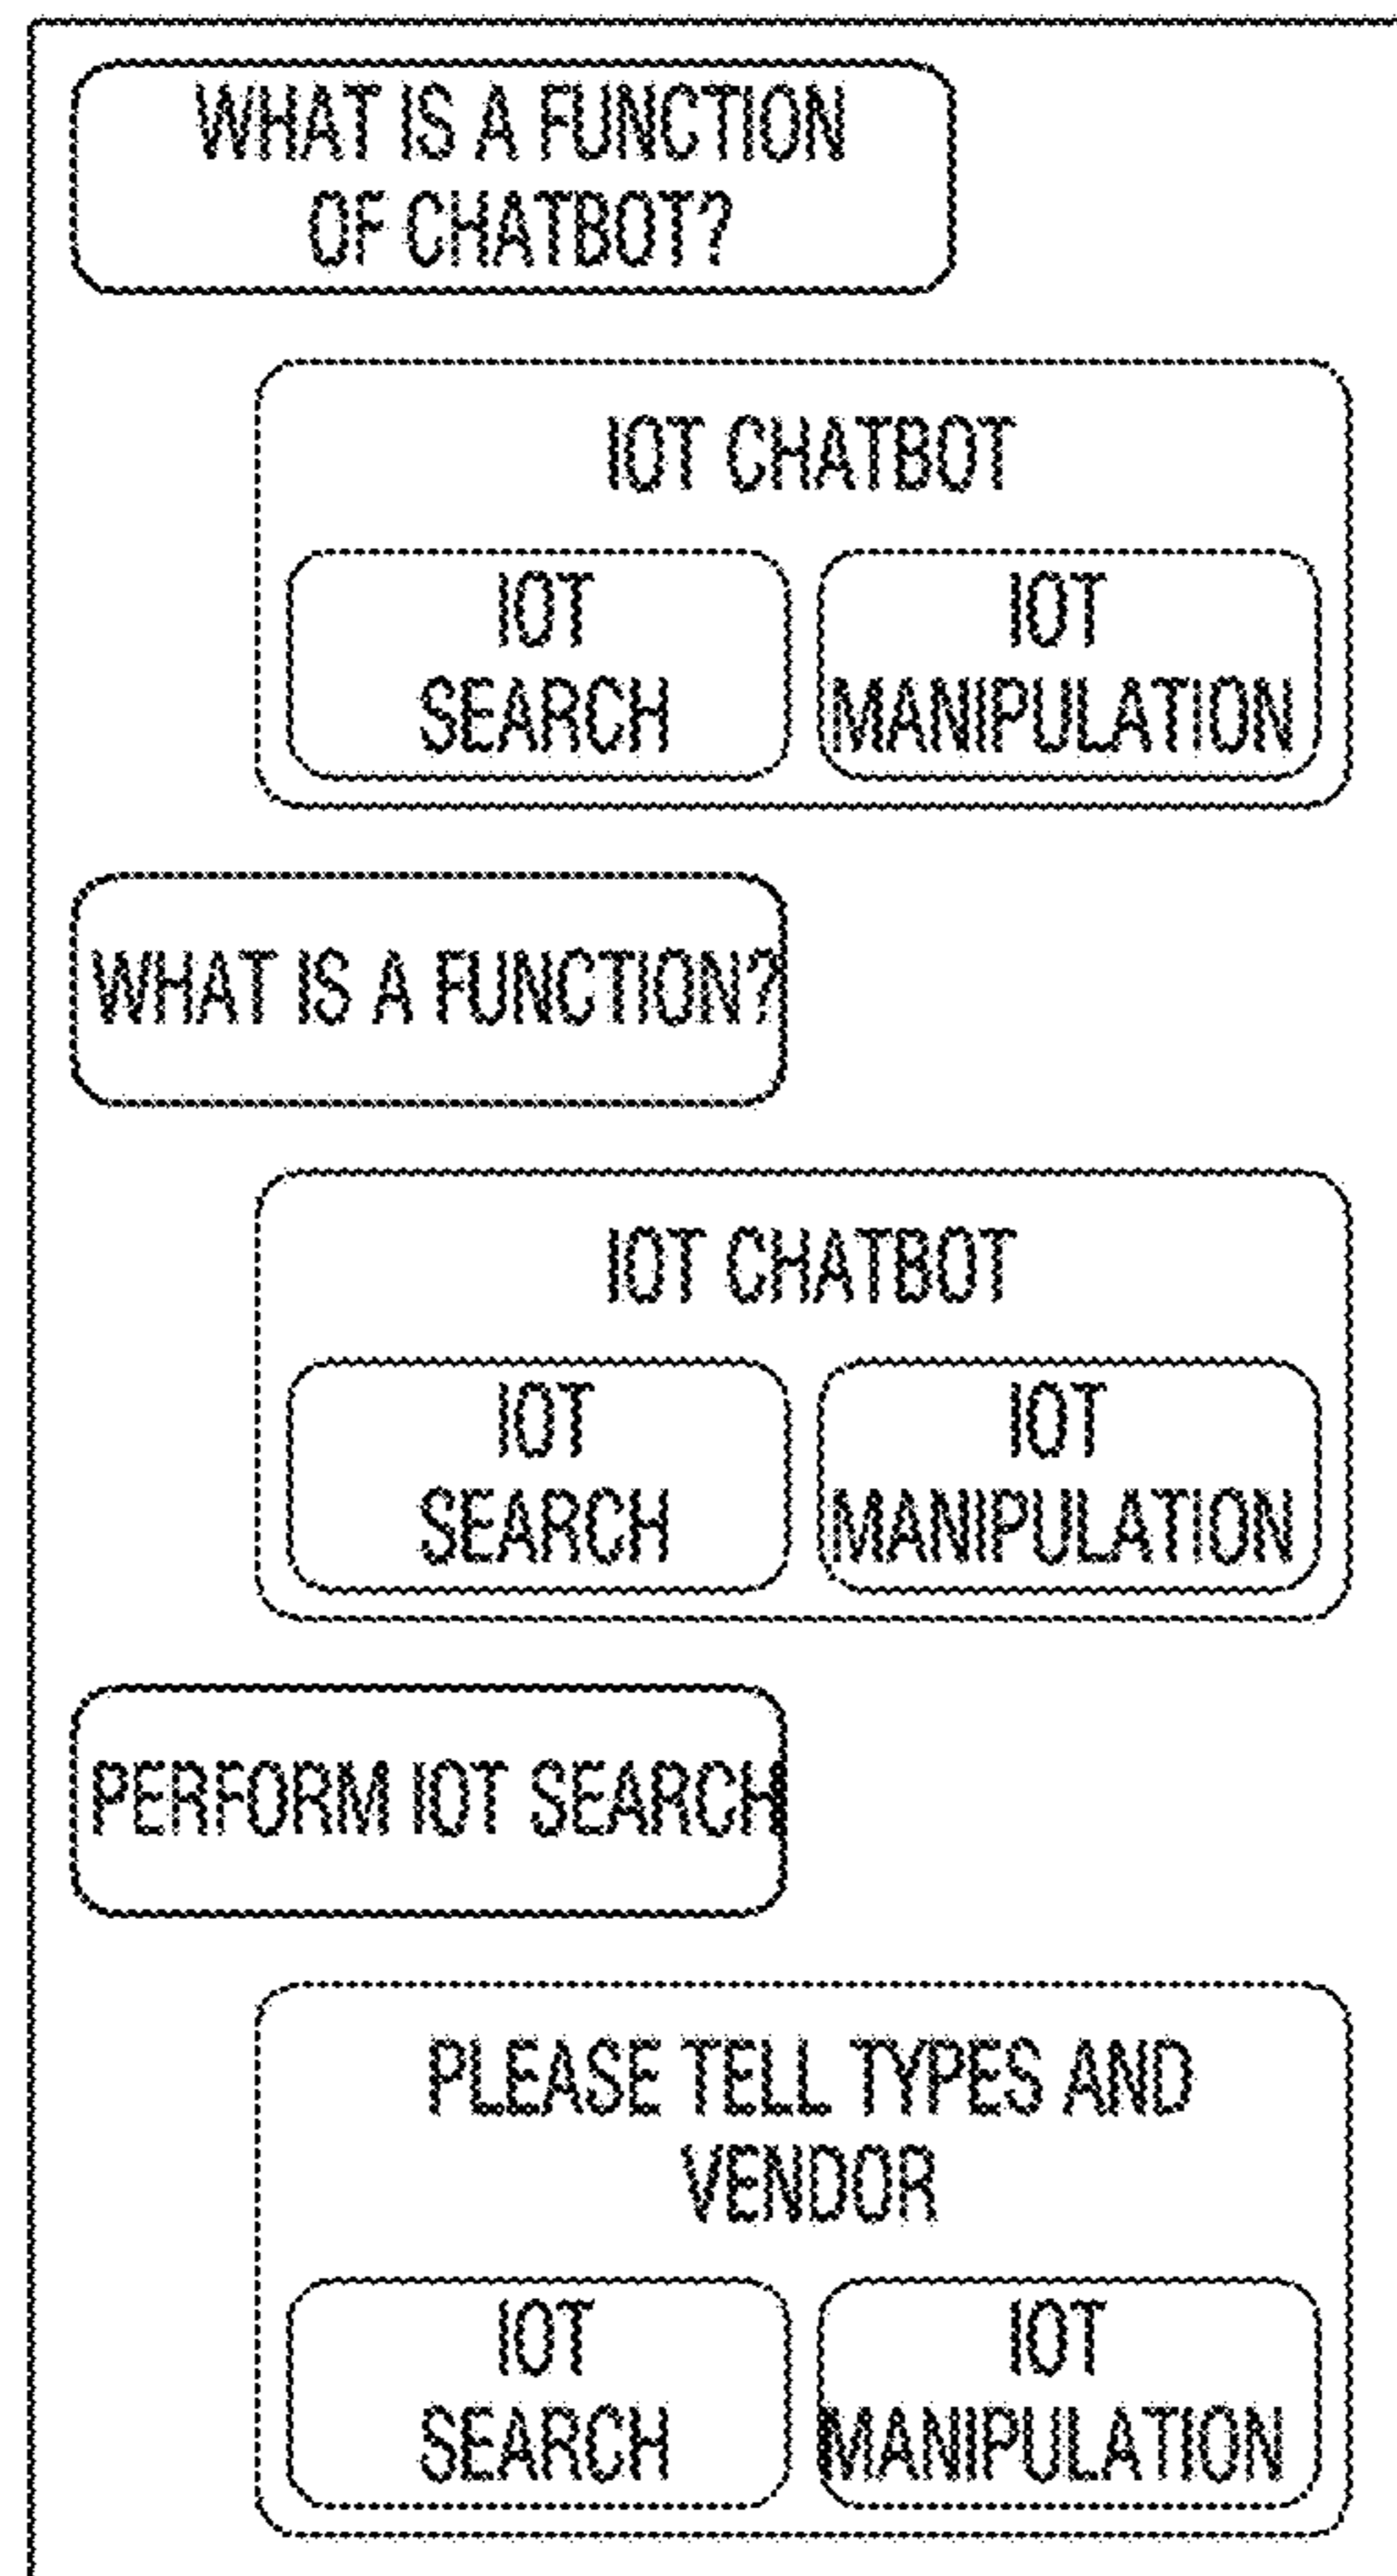 WHAT IS A FUNCTION
OF CHATBOT?
IOT CHATBOT
IOT
SEARCH
IOT
MANIPULATION
WHAT IS A FUNCTION?
IOT CHATBOT
IOT
SEARCH
IOT
MANIPULATION
PERFORM IOT SEARCH
PLEASE TELL TYPES AND
VENDOR
IOT
SEARCH
IOT
MANIPULATION